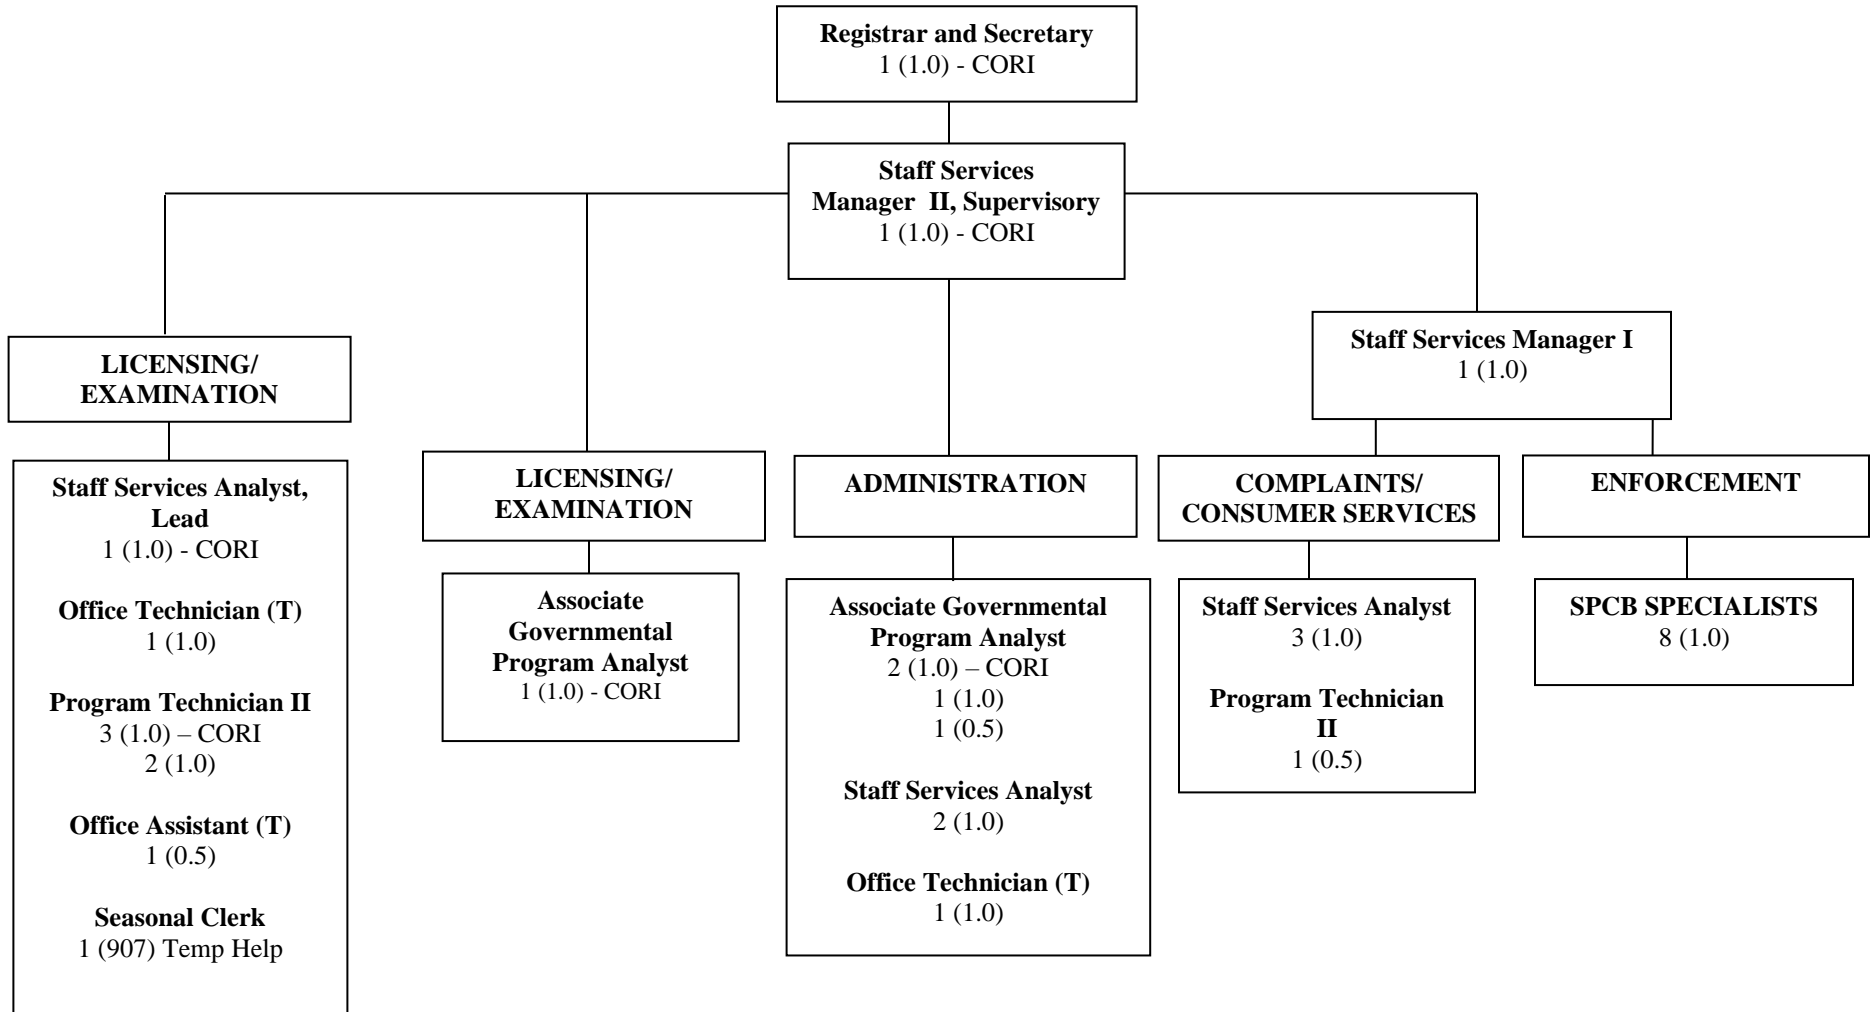 Registrar and Secretary
1 (1.0) - CORI
Staff Services
Manager II, Supervisory
1 (1.0) - CORI
Staff Services Manager I
1 (1.0)
LICENSING/
EXAMINATION
Staff Services Analyst,
Lead
1 (1.0) - CORI
Office Technician (T)
1 (1.0)
Program Technician II
3 (1.0) – CORI
2 (1.0)
Office Assistant (T)
1 (0.5)
Seasonal Clerk
1 (907) Temp Help
LICENSING/
EXAMINATION
Associate
Governmental
Program Analyst
1 (1.0) - CORI
ADMINISTRATION
Associate Governmental
Program Analyst
2 (1.0) – CORI
1 (1.0)
1 (0.5)
Staff Services Analyst
2 (1.0)
Office Technician (T)
1 (1.0)
COMPLAINTS/
CONSUMER SERVICES
Staff Services Analyst
3 (1.0)
Program Technician
II
1 (0.5)
ENFORCEMENT
SPCB SPECIALISTS
8 (1.0)